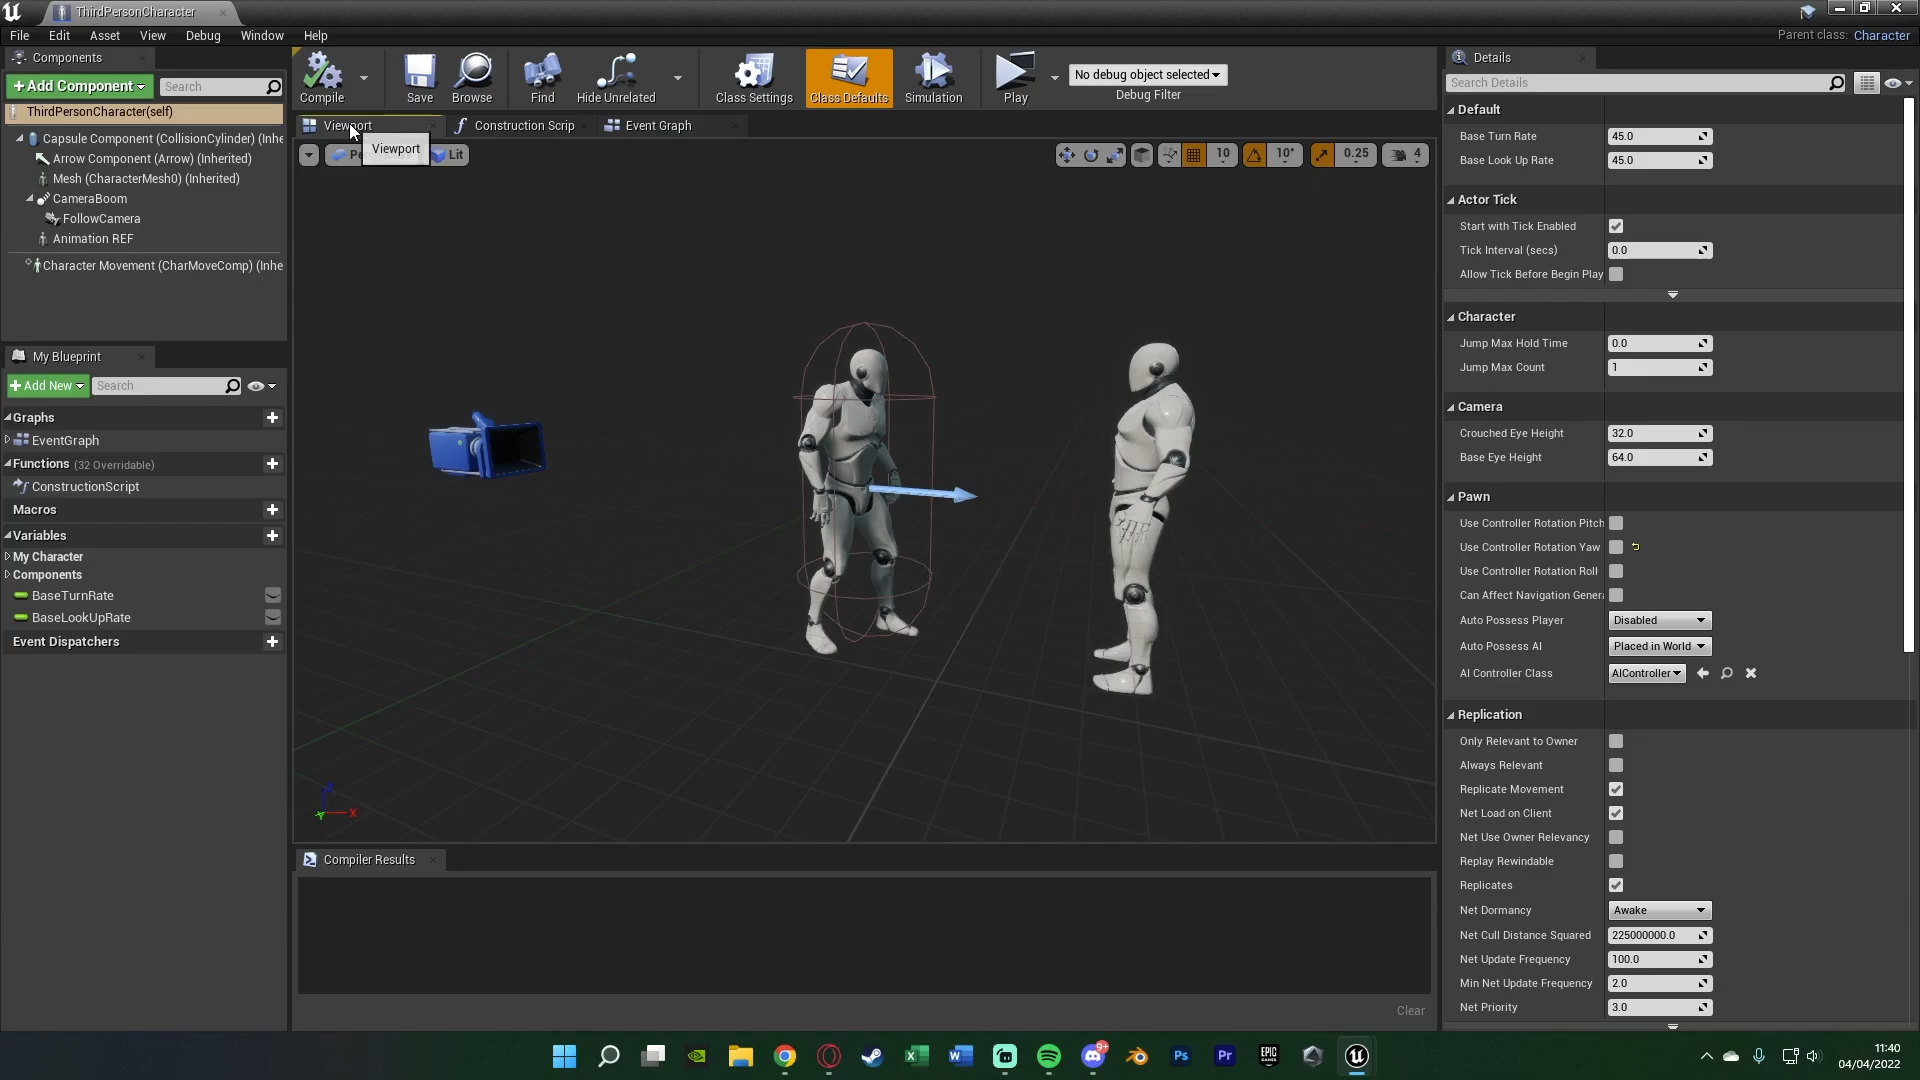 ThirdPersonCharacter
File Edit Asset View Debug Window Help
Parent class: Character
Components
+Add Component
Search
ThirdPersonCharacter(self)
Capsule Component (CollisionCylinder) (Inhe
Arrow Component (Arrow) (Inherited)
Mesh (CharacterMesh0) (Inherited)
CameraBoom
FollowCamera
Animation REF
Character Movement (CharMoveComp) (Inhe
My Blueprint
+Add New
Search
Graphs
EventGraph
Functions (32 Overridable)
ConstructionScript
Macros
Variables
My Character
Components
BaseTurnRate
BaseLookUpRate
Event Dispatchers
Compile
Save
Browse
Find
Hide Unrelated
Class Settings
Class Defaults
Simulation
Play
No debug object selected
Debug Filter
Viewport
Construction Scrip
Event Graph
Pe
Viewport
Lit
10
10°
0.25
4
Z
X
Y
Compiler Results
Clear
Details
Search Details
Default
Base Turn Rate 45.0
Base Look Up Rate 45.0
Actor Tick
Start with Tick Enabled
Tick Interval (secs) 0.0
Allow Tick Before Begin Play
Character
Jump Max Hold Time 0.0
Jump Max Count 1
Camera
Crouched Eye Height 32.0
Base Eye Height 64.0
Pawn
Use Controller Rotation Pitch
Use Controller Rotation Yaw
Use Controller Rotation Roll
Can Affect Navigation Genera
Auto Possess Player Disabled
Auto Possess AI Placed in World
AI Controller Class AIController
Replication
Only Relevant to Owner
Always Relevant
Replicate Movement
Net Load on Client
Net Use Owner Relevancy
Replay Rewindable
Replicates
Net Dormancy Awake
Net Cull Distance Squared 225000000.0
Net Update Frequency 100.0
Min Net Update Frequency 2.0
Net Priority 3.0
9+
Ps
Pr
EPIC
11:40
04/04/2022